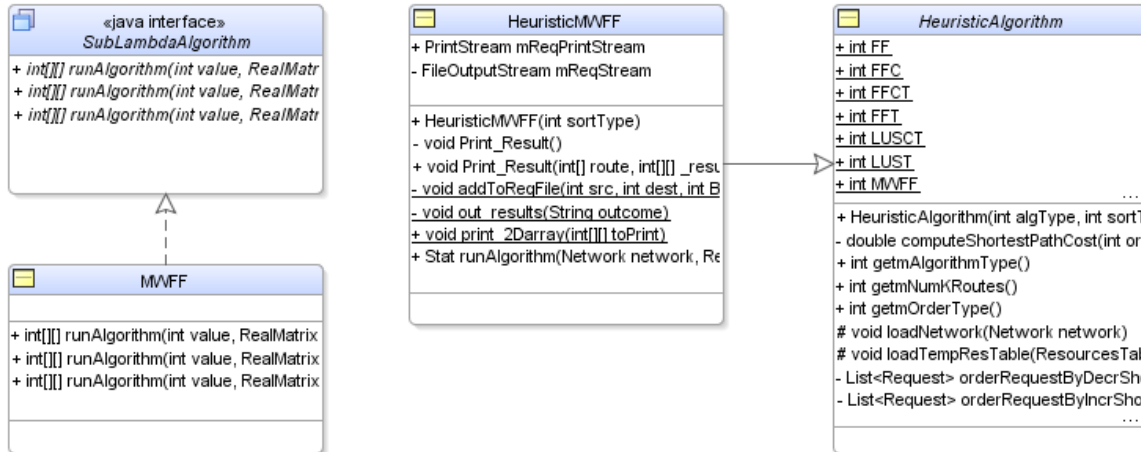 «java interface»
SubLambdaAlgorithm
+ int[][] runAlgorithm(int value, RealMatr
+ int[][] runAlgorithm(int value, RealMatr
+ int[][] runAlgorithm(int value, RealMatr
MWFF
+ int[][] runAlgorithm(int value, RealMatrix
+ int[][] runAlgorithm(int value, RealMatrix
+ int[][] runAlgorithm(int value, RealMatrix
HeuristicMWFF
+ PrintStream mReqPrintStream
- FileOutputStream mReqStream
+ HeuristicMWFF(int sortType)
- void Print_Result()
+ void Print_Result(int[] route, int[][] _resu
- void addToReqFile(int src, int dest, int B
- void out_results(String outcome)
+ void print_2Darray(int[][] toPrint)
+ Stat runAlgorithm(Network network, Re
HeuristicAlgorithm
+ int FF
+ int FFC
+ int FFCT
+ int FFT
+ int LUSCT
+ int LUST
+ int MWFF
...
+ HeuristicAlgorithm(int algType, int sortT
- double computeShortestPathCost(int or
+ int getmAlgorithmType()
+ int getmNumKRoutes()
+ int getmOrderType()
# void loadNetwork(Network network)
# void loadTempResTable(ResourcesTal
- List<Request> orderRequestByDecrSho
- List<Request> orderRequestByIncrSho
...